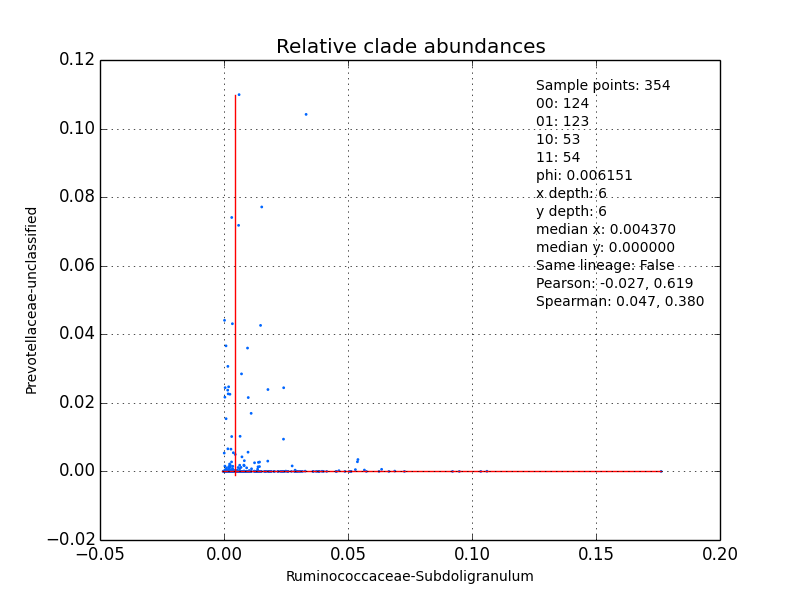 Relative clade abundances
Sample points: 354
00: 124
01: 123
10: 53
11: 54
phi: 0.006151
x depth: 6
y depth: 6
median x: 0.004370
median y: 0.000000
Same lineage: False
Pearson: -0.027, 0.619
Spearman: 0.047, 0.380
Prevotellaceae-unclassified
0.12
0.10
0.08
0.06
0.04
0.02
0.00
−0.02
−0.05 0.00 0.05 0.10 0.15 0.20
Ruminococcaceae-Subdoligranulum